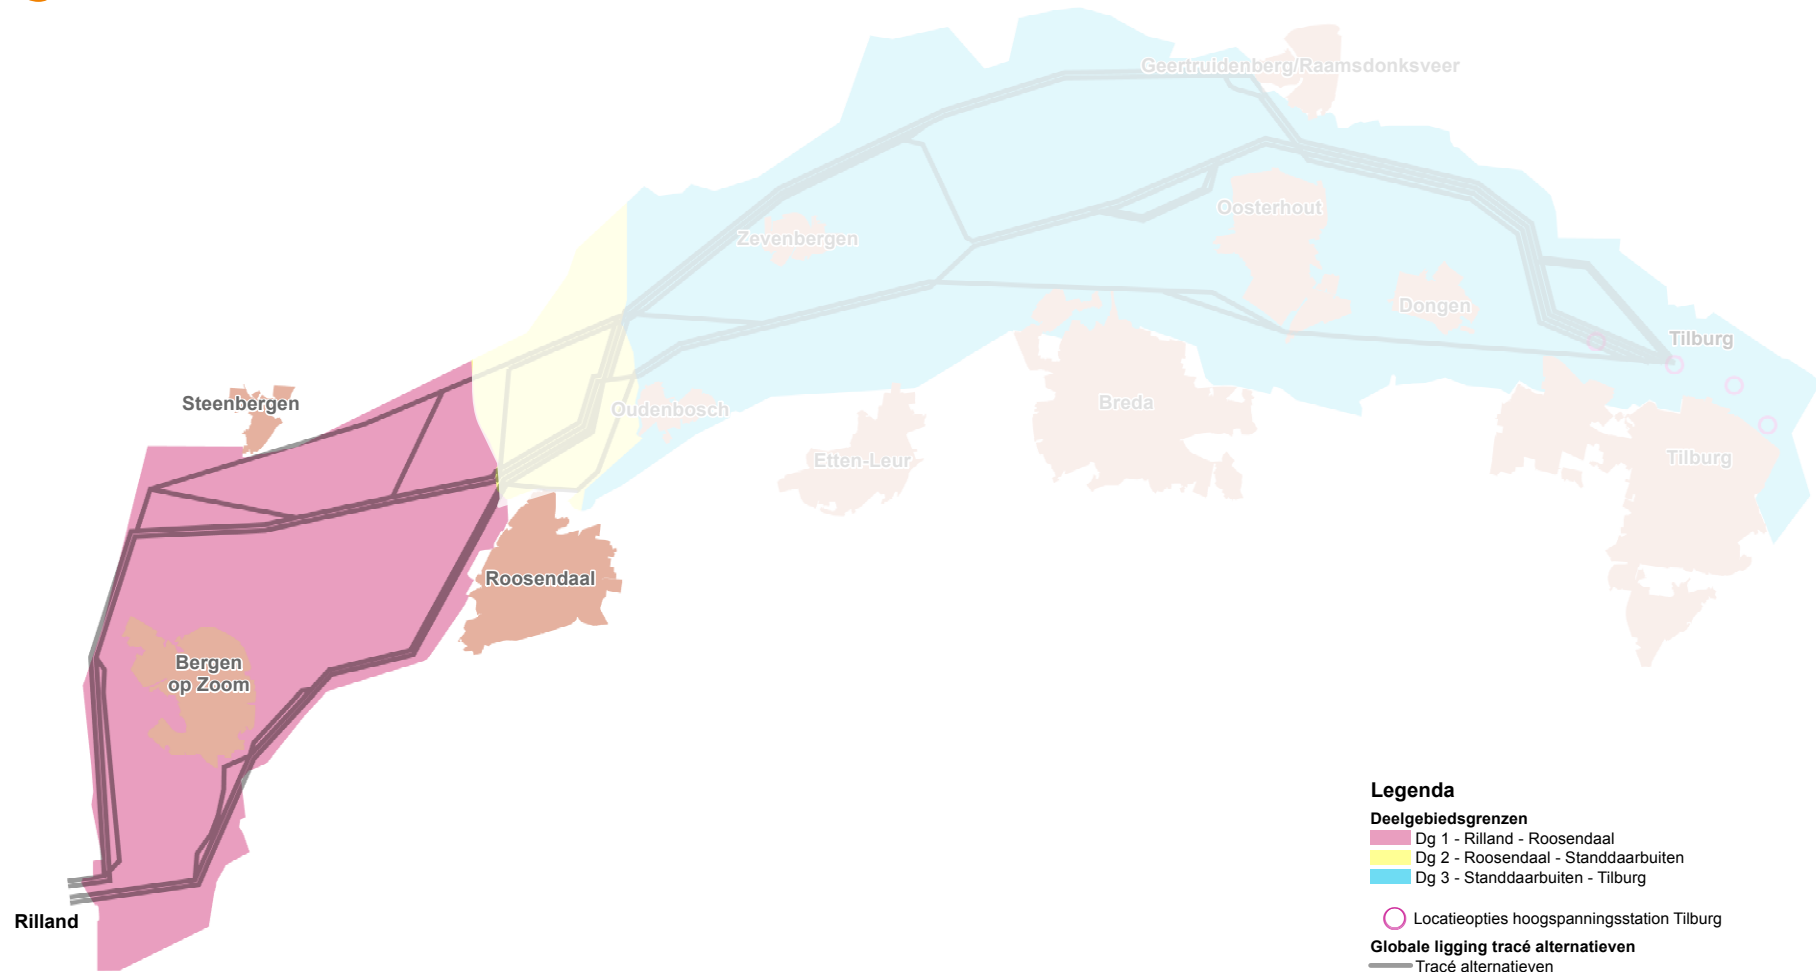 Geertruidenberg/Raamsdonksveer
Oosterhout
Zevenbergen
Dongen
Tilburg
Steenbergen
Oudenbosch
Breda
Etten-Leur
Tilburg
Roosendaal
Bergen
op Zoom
Rilland
Legenda
Deelgebiedsgrenzen
Dg 1 - Rilland - Roosendaal
Dg 2 - Roosendaal - Standdaarbuiten
Dg 3 - Standdaarbuiten - Tilburg
Locatieopties hoogspanningsstation Tilburg
Globale ligging tracé alternatieven
Tracé alternatieven